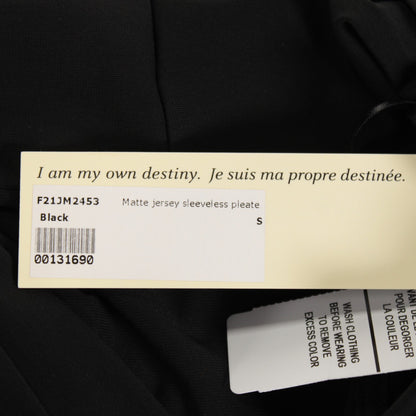 I am my own destiny. Je suis ma propre destinée.
F21JM2453 Matte jersey sleeveless pleate
Black
S
00131690
WASH CLOTHING
BEFORE WEARING
TO REMOVE
EXCESS COLOR
POUR DEGORGER
LA COULEUR